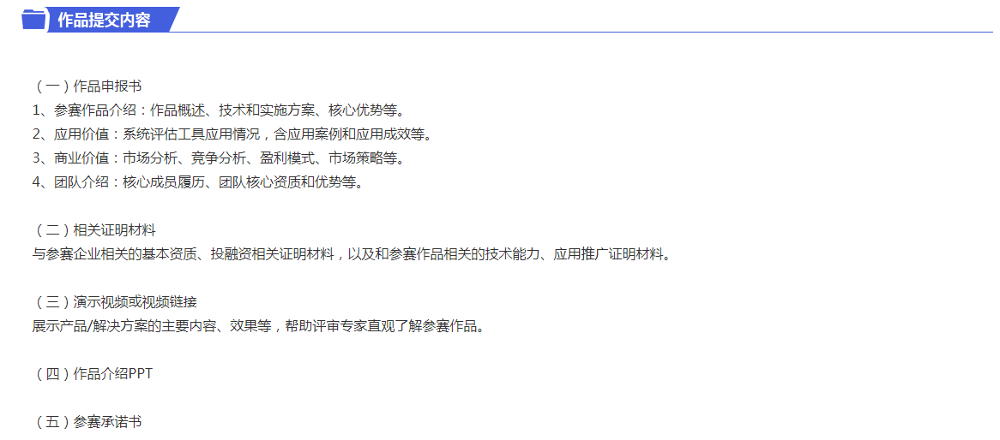 作品提交内容
（一）作品申报书
1、参赛作品介绍：作品概述、技术和实施方案、核心优势等。
2、应用价值：系统评估工具应用情况，含应用案例和应用成效等。
3、商业价值：市场分析、竞争分析、盈利模式、市场策略等。
4、团队介绍：核心成员履历、团队核心资质和优势等。
（二）相关证明材料
与参赛企业相关的基本资质、投融资相关证明材料，以及和参赛作品相关的技术能力、应用推广证明材料。
（三）演示视频或视频链接
展示产品/解决方案的主要内容、效果等，帮助评审专家直观了解参赛作品。
（四）作品介绍PPT
（五）参赛承诺书